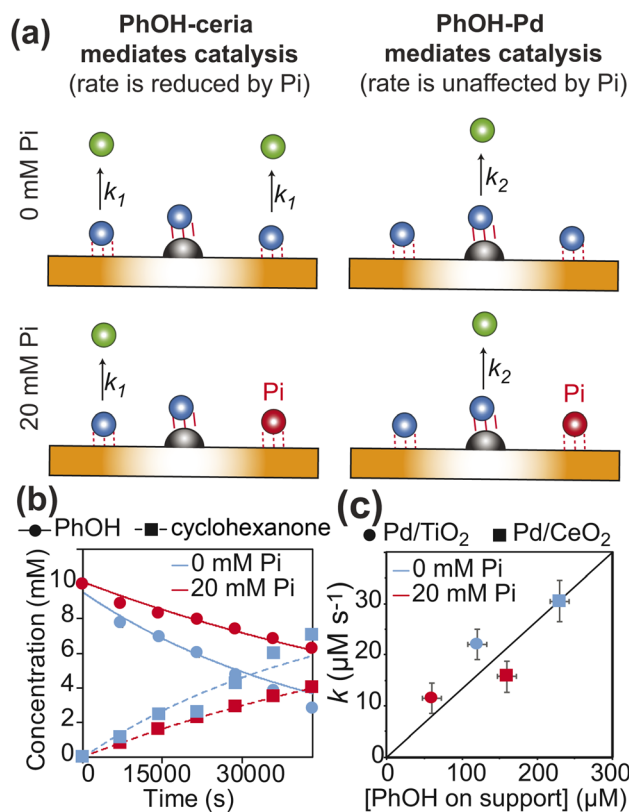 (a)
PhOH-ceria mediates catalysis
(rate is reduced by Pi)
PhOH-Pd mediates catalysis
(rate is unaffected by Pi)
0 mM Pi
k1
k1
k2
20 mM Pi
k1
Pi
k2
Pi
(b)
PhOH cyclohexanone
0 mM Pi
20 mM Pi
Concentration (mM)
12
10
8
6
4
2
0
0 15000 30000
Time (s)
(c)
Pd/TiO2 Pd/CeO2
0 mM Pi
20 mM Pi
k (µM s-1)
40
30
20
10
0
0 100 200 300
[PhOH on support] (µM)